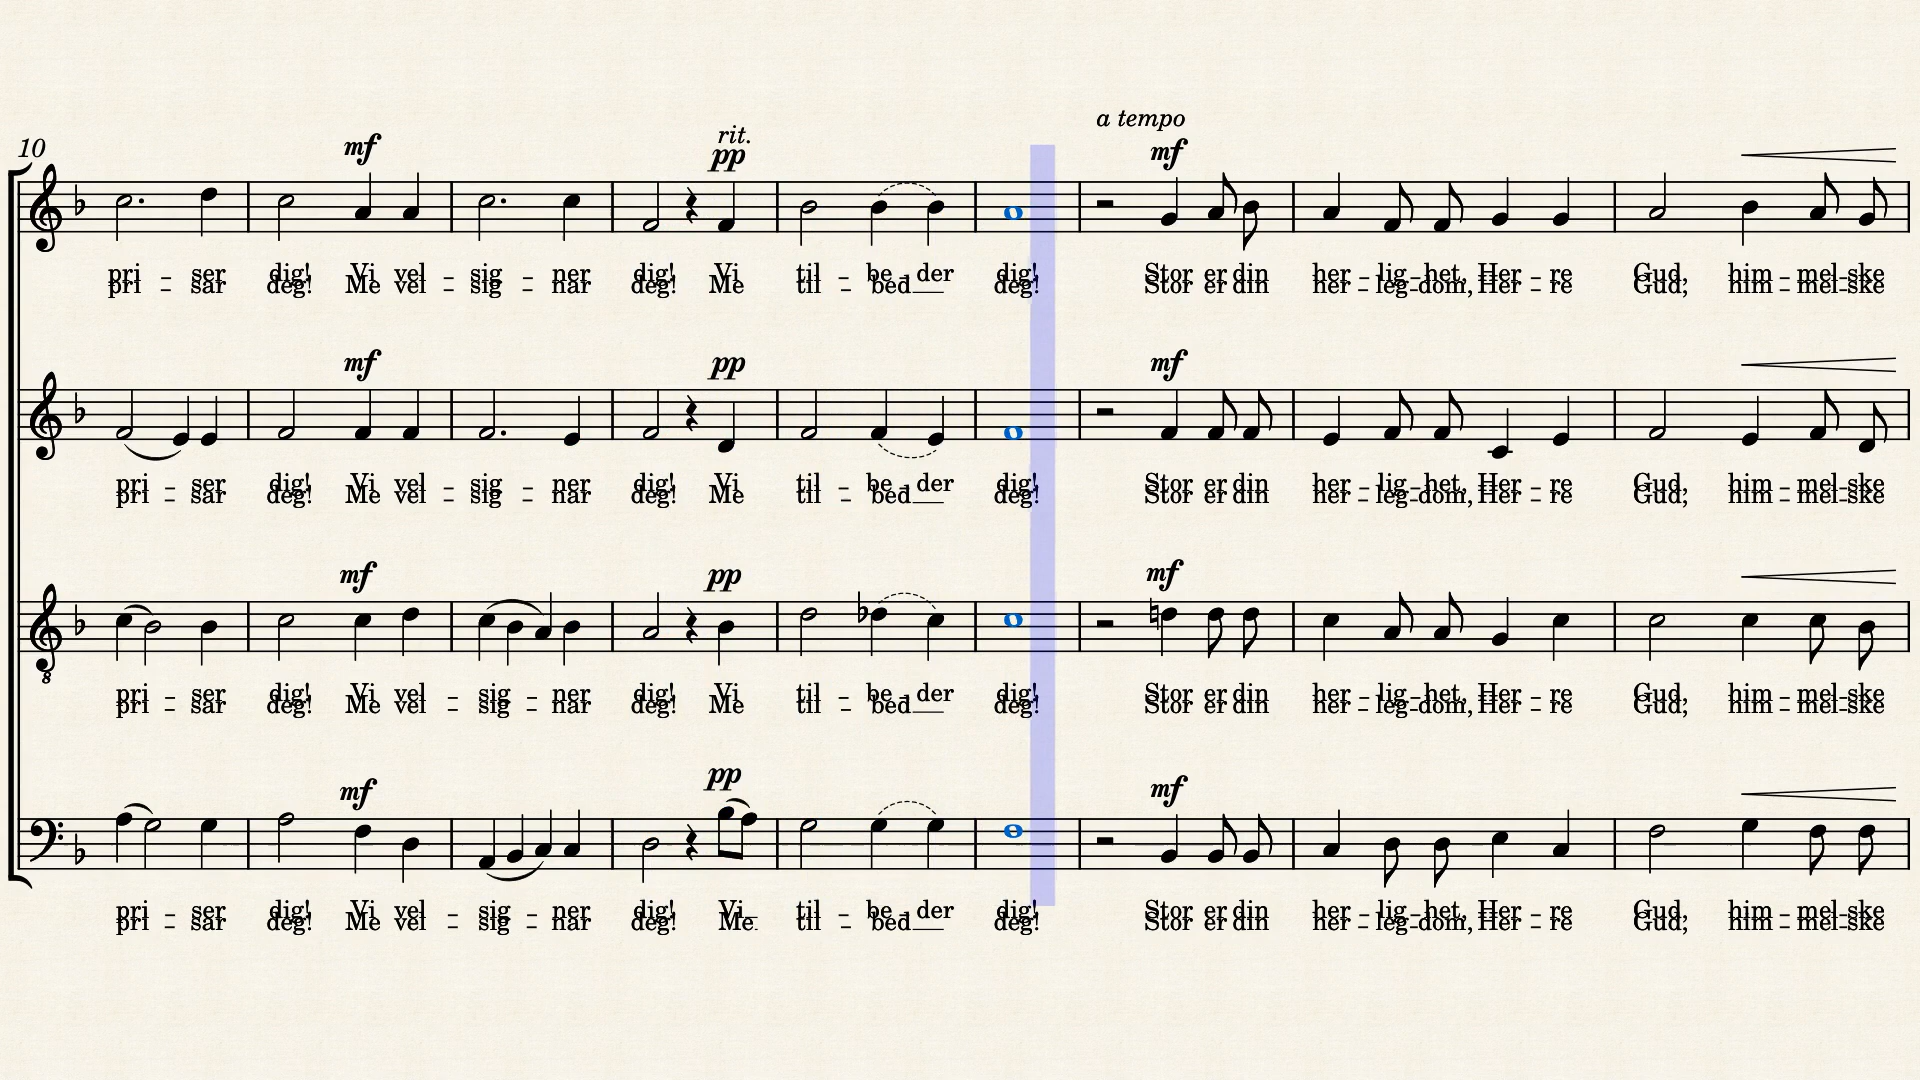 a tempo
rit.
10
mf pp mf
pri - ser dig! Vi vel - sig - ner dig! Vi til - be - der dig! Stor er din her - lig - het, Her - re Gud, him - mel - ske
pri - sar deg! Me vel - sig - nar deg! Me til - bed deg! Stor er din her - leg - dom, Her - re Gud, him - mel - ske
mf pp mf
pri - ser dig! Vi vel - sig - ner dig! Vi til - be - der dig! Stor er din her - lig - het, Her - re Gud, him - mel - ske
pri - sar deg! Me vel - sig - nar deg! Me til - bed deg! Stor er din her - leg - dom, Her - re Gud, him - mel - ske
mf pp mf
8
pri - ser dig! Vi vel - sig - ner dig! Vi til - be - der dig! Stor er din her - lig - het, Her - re Gud, him - mel - ske
pri - sar deg! Me vel - sig - nar deg! Me til - bed deg! Stor er din her - leg - dom, Her - re Gud, him - mel - ske
mf pp mf
pri - ser dig! Vi vel - sig - ner dig! Vi til - be - der dig! Stor er din her - lig - het, Her - re Gud, him - mel - ske
pri - sar deg! Me vel - sig - nar deg! Me til - bed deg! Stor er din her - leg - dom, Her - re Gud, him - mel - ske